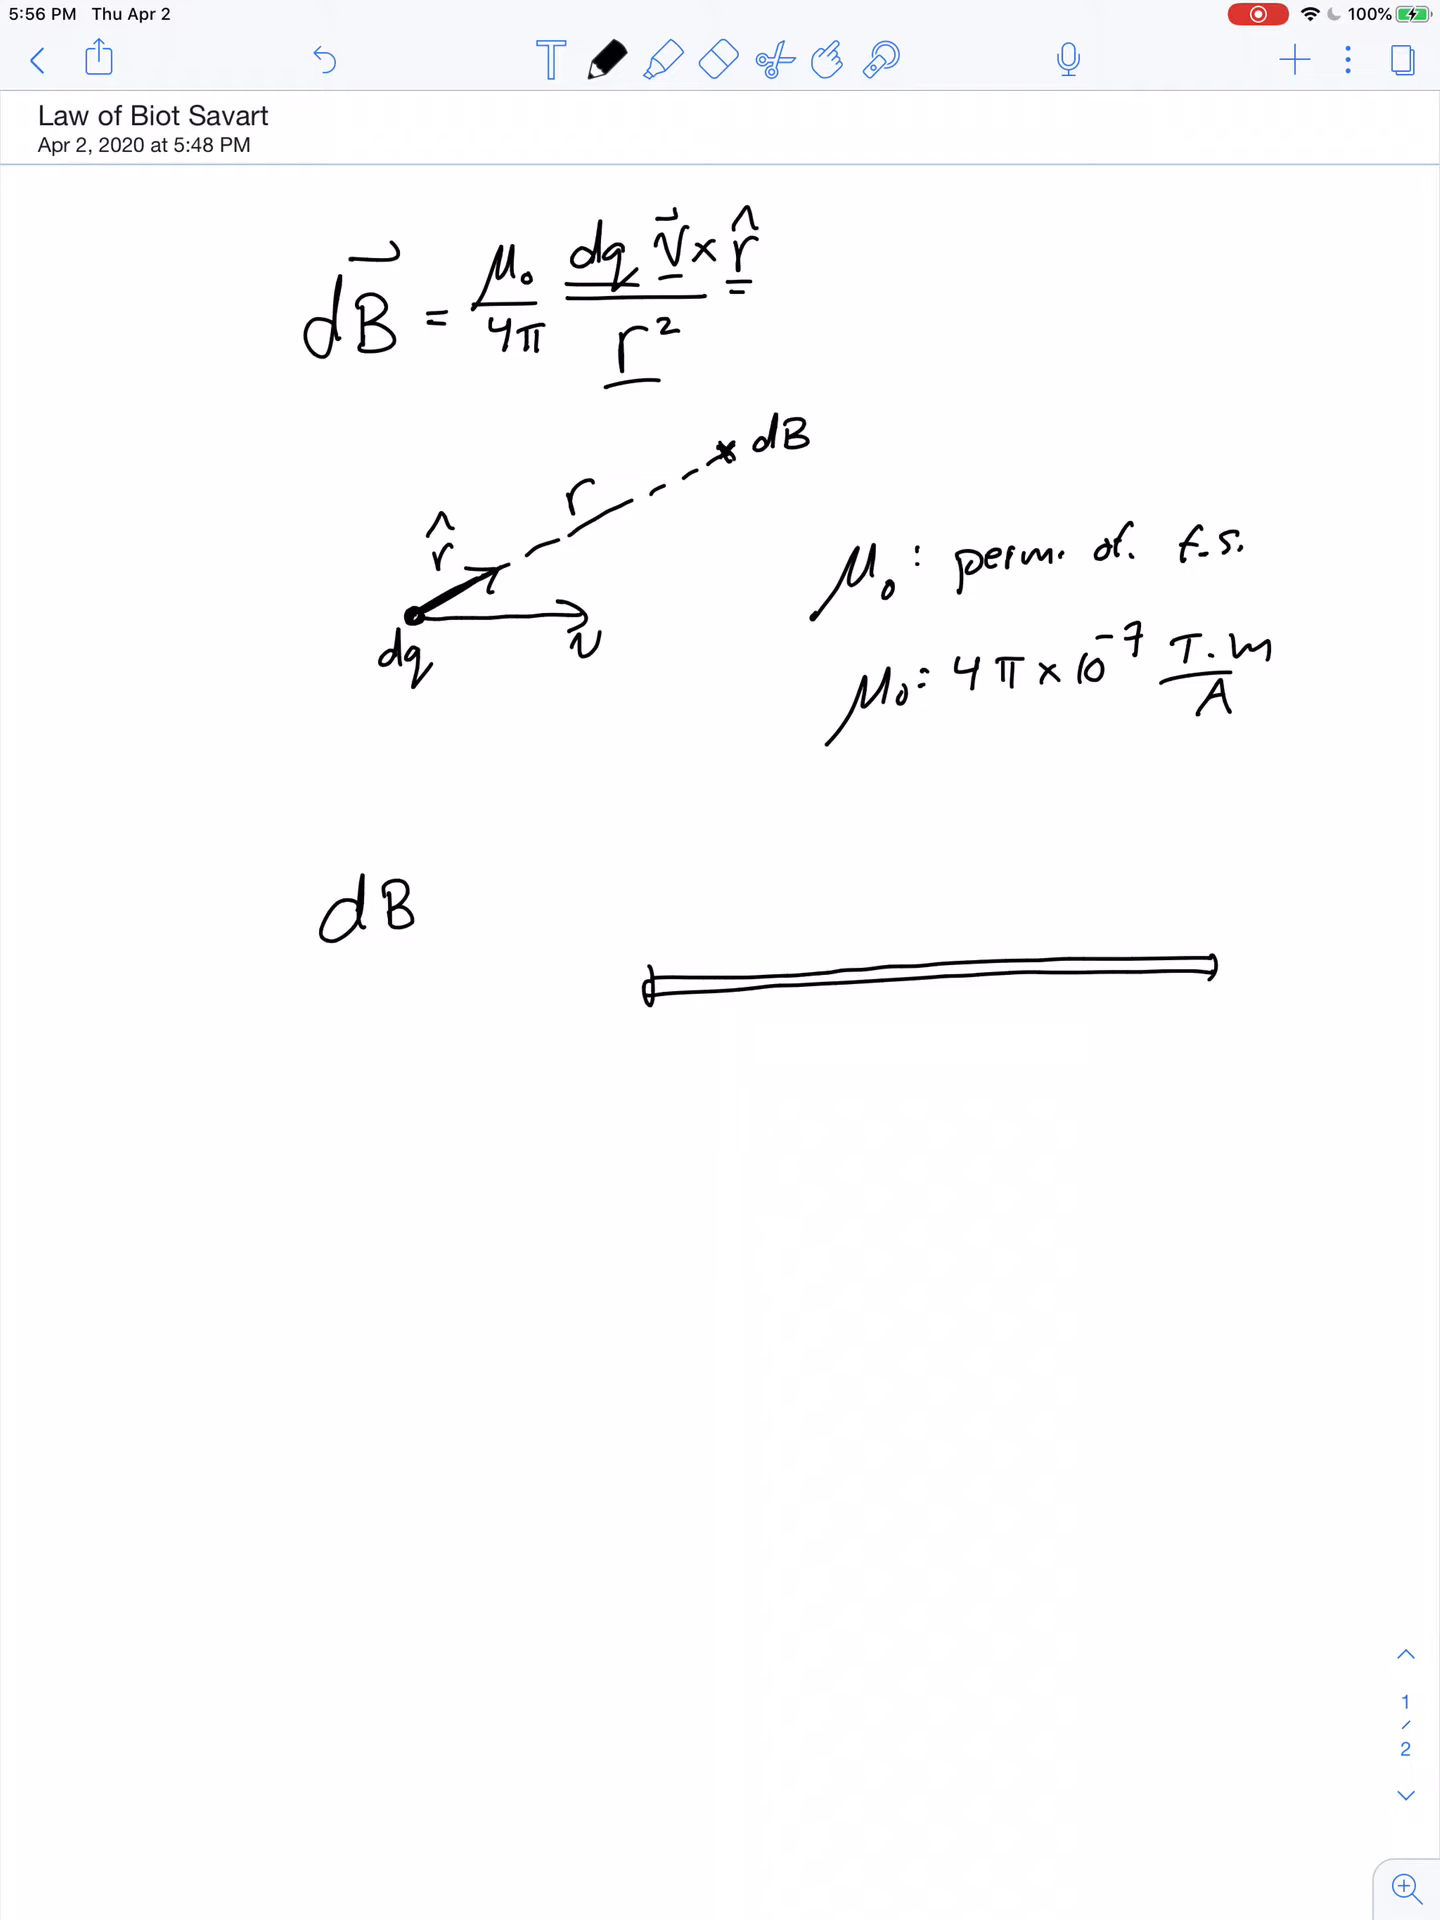 5:56 PM Thu Apr 2 100%
T
Law of Biot Savart
Apr 2, 2020 at 5:48 PM
dB⃗ = μ₀/4π dq v⃗ × r̂ / r²
dB
r
r̂
v
dq
μ₀ : perm. of. f.s.
μ₀ = 4π × 10⁻⁷ T.m/A
dB
1
/
2